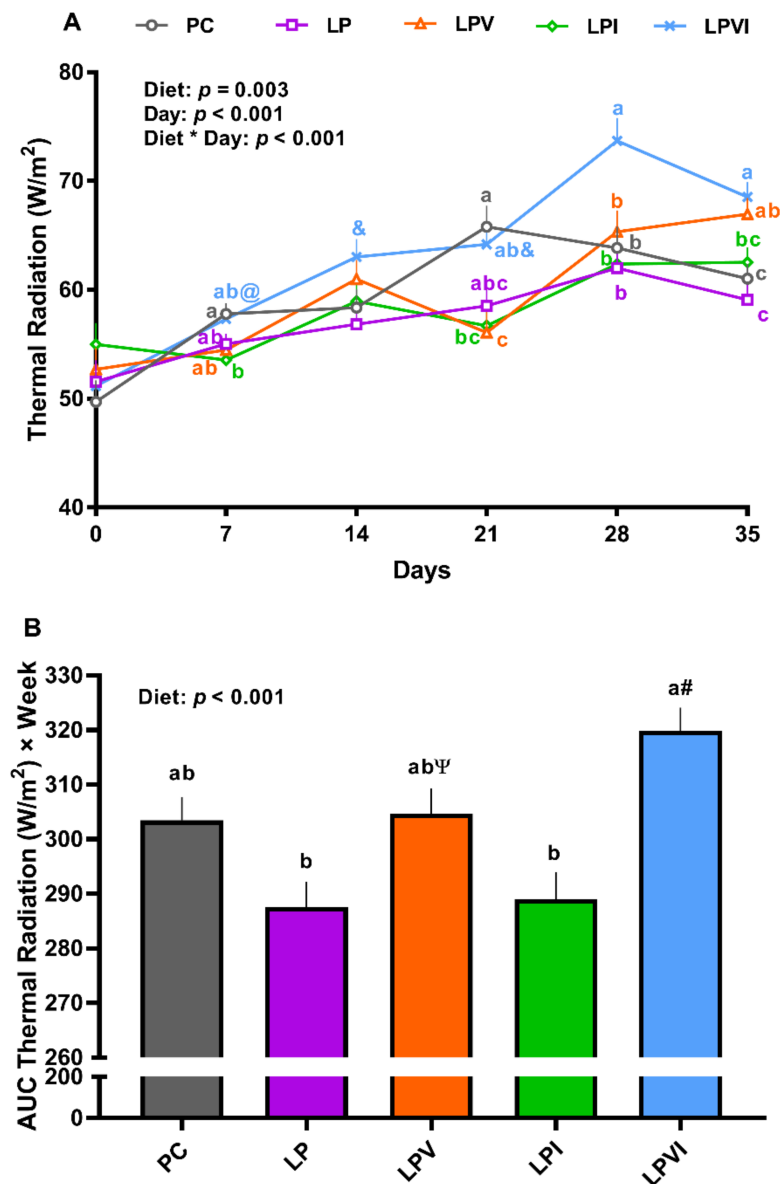 A
PC LP LPV LPI LPVI
Thermal Radiation (W/m²)
80
70
60
50
40
Diet: p = 0.003
Day: p < 0.001
Diet * Day: p < 0.001
a
a
a
a
&
b
ab
ab@
ab&
b
bc
a
abc
b
c
ab
b
ab
b
bc
c
c
0 7 14 21 28 35
Days
B
AUC Thermal Radiation (W/m²) × Week
330
320
310
300
290
280
270
260
200
0
Diet: p < 0.001
ab
b
abΨ
b
a#
PC LP LPV LPI LPVI